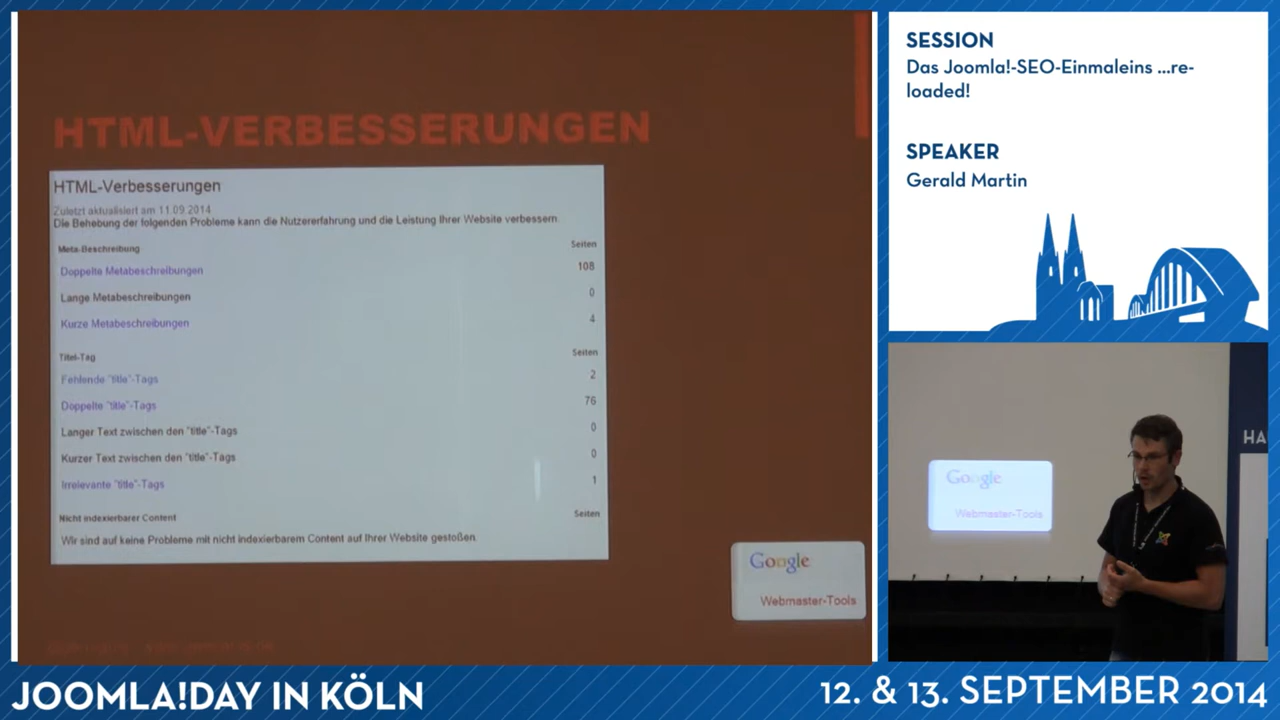 HTML-VERBESSERUNGEN
HTML-Verbesserungen
Zuletzt aktualisiert am 11.09.2014
Die Behebung der folgenden Probleme kann die Nutzererfahrung und die Leistung Ihrer Website verbessern.
Meta-Beschreibung Seiten
Doppelte Metabeschreibungen 108
Lange Metabeschreibungen 0
Kurze Metabeschreibungen 4
Titel-Tag Seiten
Fehlende "title"-Tags 2
Doppelte "title"-Tags 76
Langer Text zwischen den "title"-Tags 0
Kurzer Text zwischen den "title"-Tags 0
Irrelevante "title"-Tags 1
Nicht indexierbarer Content Seiten
Wir sind auf keine Probleme mit nicht indexierbarem Content auf Ihrer Website gestoßen.
Google
Webmaster-Tools
SESSION
Das Joomla!-SEO-Einmaleins ...re-
loaded!
SPEAKER
Gerald Martin
Google
Webmaster-Tools
HA
JOOMLA!DAY IN KÖLN
12. & 13. SEPTEMBER 2014